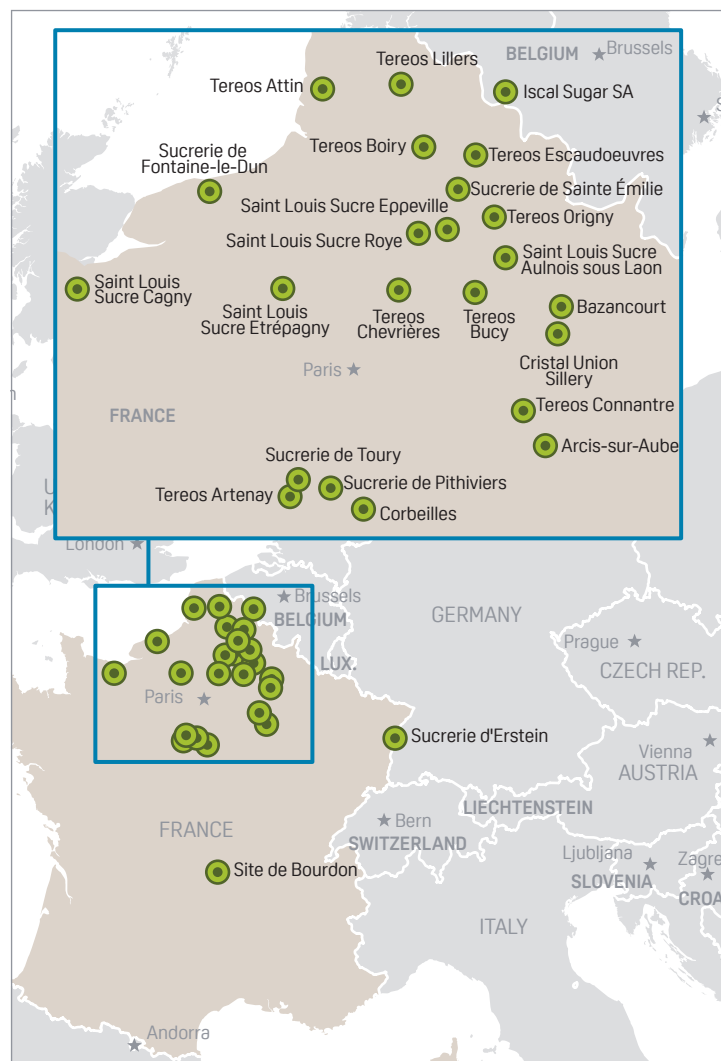 BELGIUM
Brussels
Tereos Lillers
Tereos Attin
Iscal Sugar SA
Tereos Boiry
Tereos Escaudoeuvres
Sucrerie de
Fontaine-le-Dun
Sucrerie de Sainte Émilie
Saint Louis Sucre Eppeville
Tereos Origny
Saint Louis Sucre Roye
Saint Louis Sucre
Aulnois sous Laon
Saint Louis
Sucre Cagny
Saint Louis
Sucre Etrépagny
Tereos
Chevrières
Tereos
Bucy
Bazancourt
Cristal Union
Sillery
Paris
Tereos Connantre
FRANCE
Arcis-sur-Aube
Sucrerie de Toury
Sucrerie de Pithiviers
Tereos Artenay
Corbeilles
U
K
London
Brussels
BELGIUM
GERMANY
Prague
CZECH REP.
LUX.
Paris
Sucrerie d'Erstein
Vienna
AUSTRIA
FRANCE
Bern
SWITZERLAND
LIECHTENSTEIN
Ljubljana
SLOVENIA
Zagre
CROA
Site de Bourdon
ITALY
Andorra